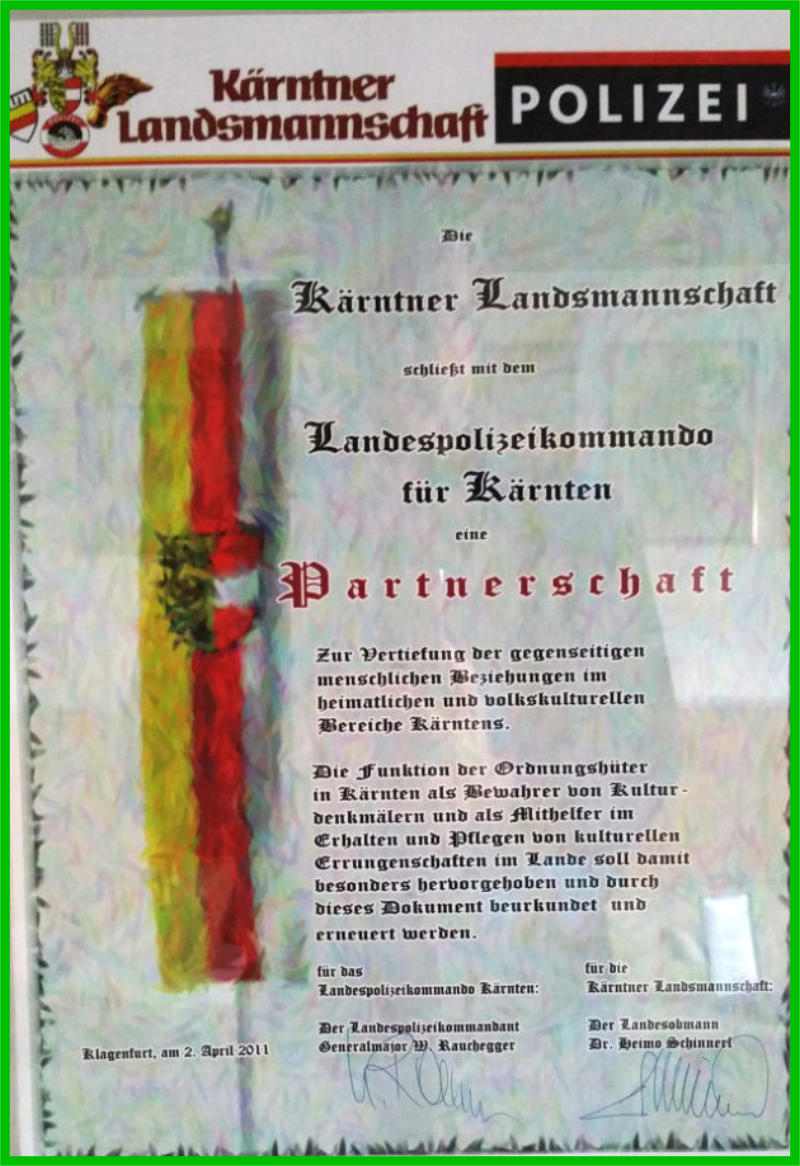 Kärntner
Landsmannschaft
POLIZEI
Die
Kärntner Landsmannschaft
schließt mit dem
Landespolizeikommando
für Kärnten
eine
Partnerschaft
Zur Vertiefung der gegenseitigen
menschlichen Beziehungen im
heimatlichen und volkskulturellen
Bereiche Kärntens.
Die Funktion der Ordnungshüter
in Kärnten als Bewahrer von Kultur-
denkmälern und als Mithelfer im
Erhalten und Pflegen von kulturellen
Errungenschaften im Lande soll damit
besonders hervorgehoben und durch
dieses Dokument beurkundet und
erneuert werden.
für das
Landespolizeikommando Kärnten:
Der Landespolizeikommandant
Generalmajor W. Rauchegger
für die
Kärntner Landsmannschaft:
Der Landesobmann
Dr. Heimo Schinnerl
Klagenfurt, am 2. April 2011